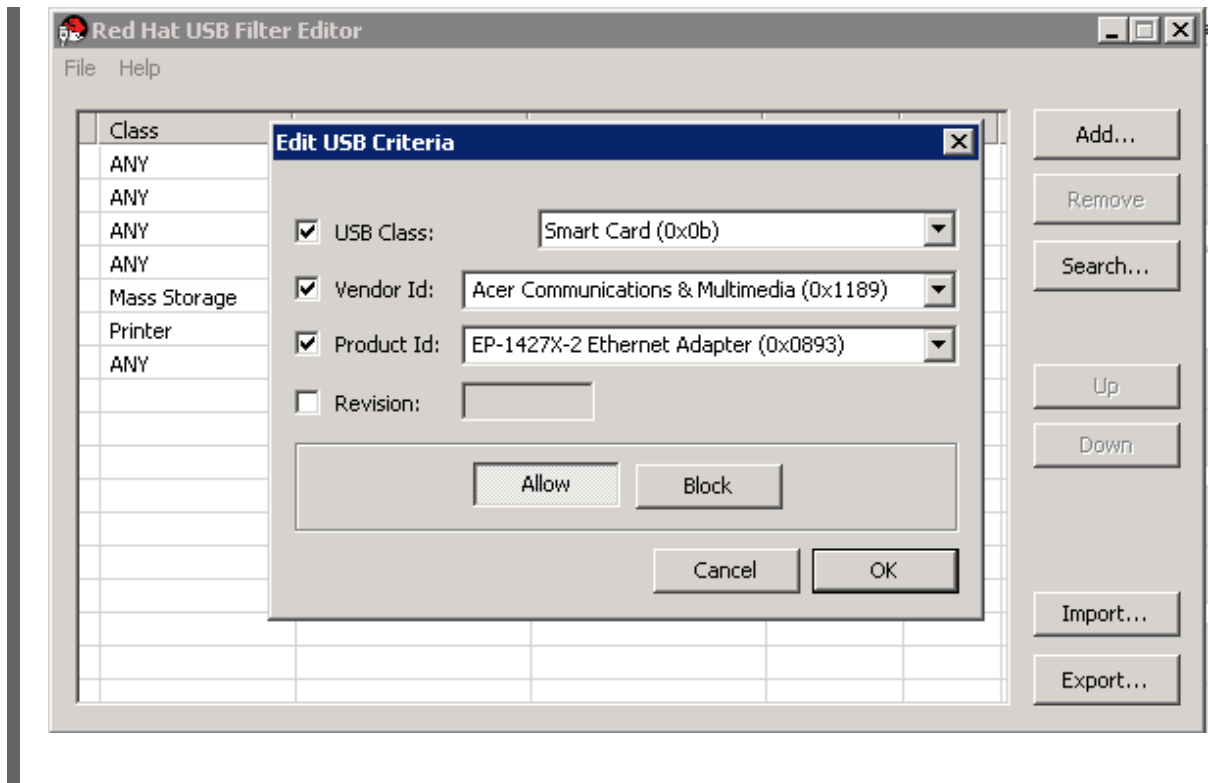 Red Hat USB Filter Editor
File Help
Class
ANY
ANY
ANY
ANY
Mass Storage
Printer
ANY
Edit USB Criteria
USB Class: Smart Card (0x0b)
Vendor Id: Acer Communications & Multimedia (0x1189)
Product Id: EP-1427X-2 Ethernet Adapter (0x0893)
Revision:
Allow Block
Cancel OK
Add...
Remove
Search...
Up
Down
Import...
Export...